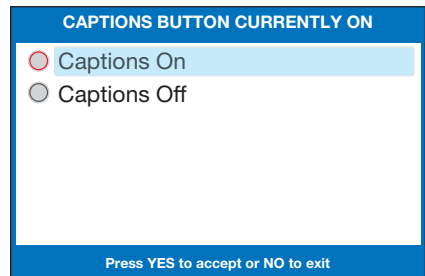 CAPTIONS BUTTON CURRENTLY ON
Captions On
Captions Off
Press YES to accept or NO to exit